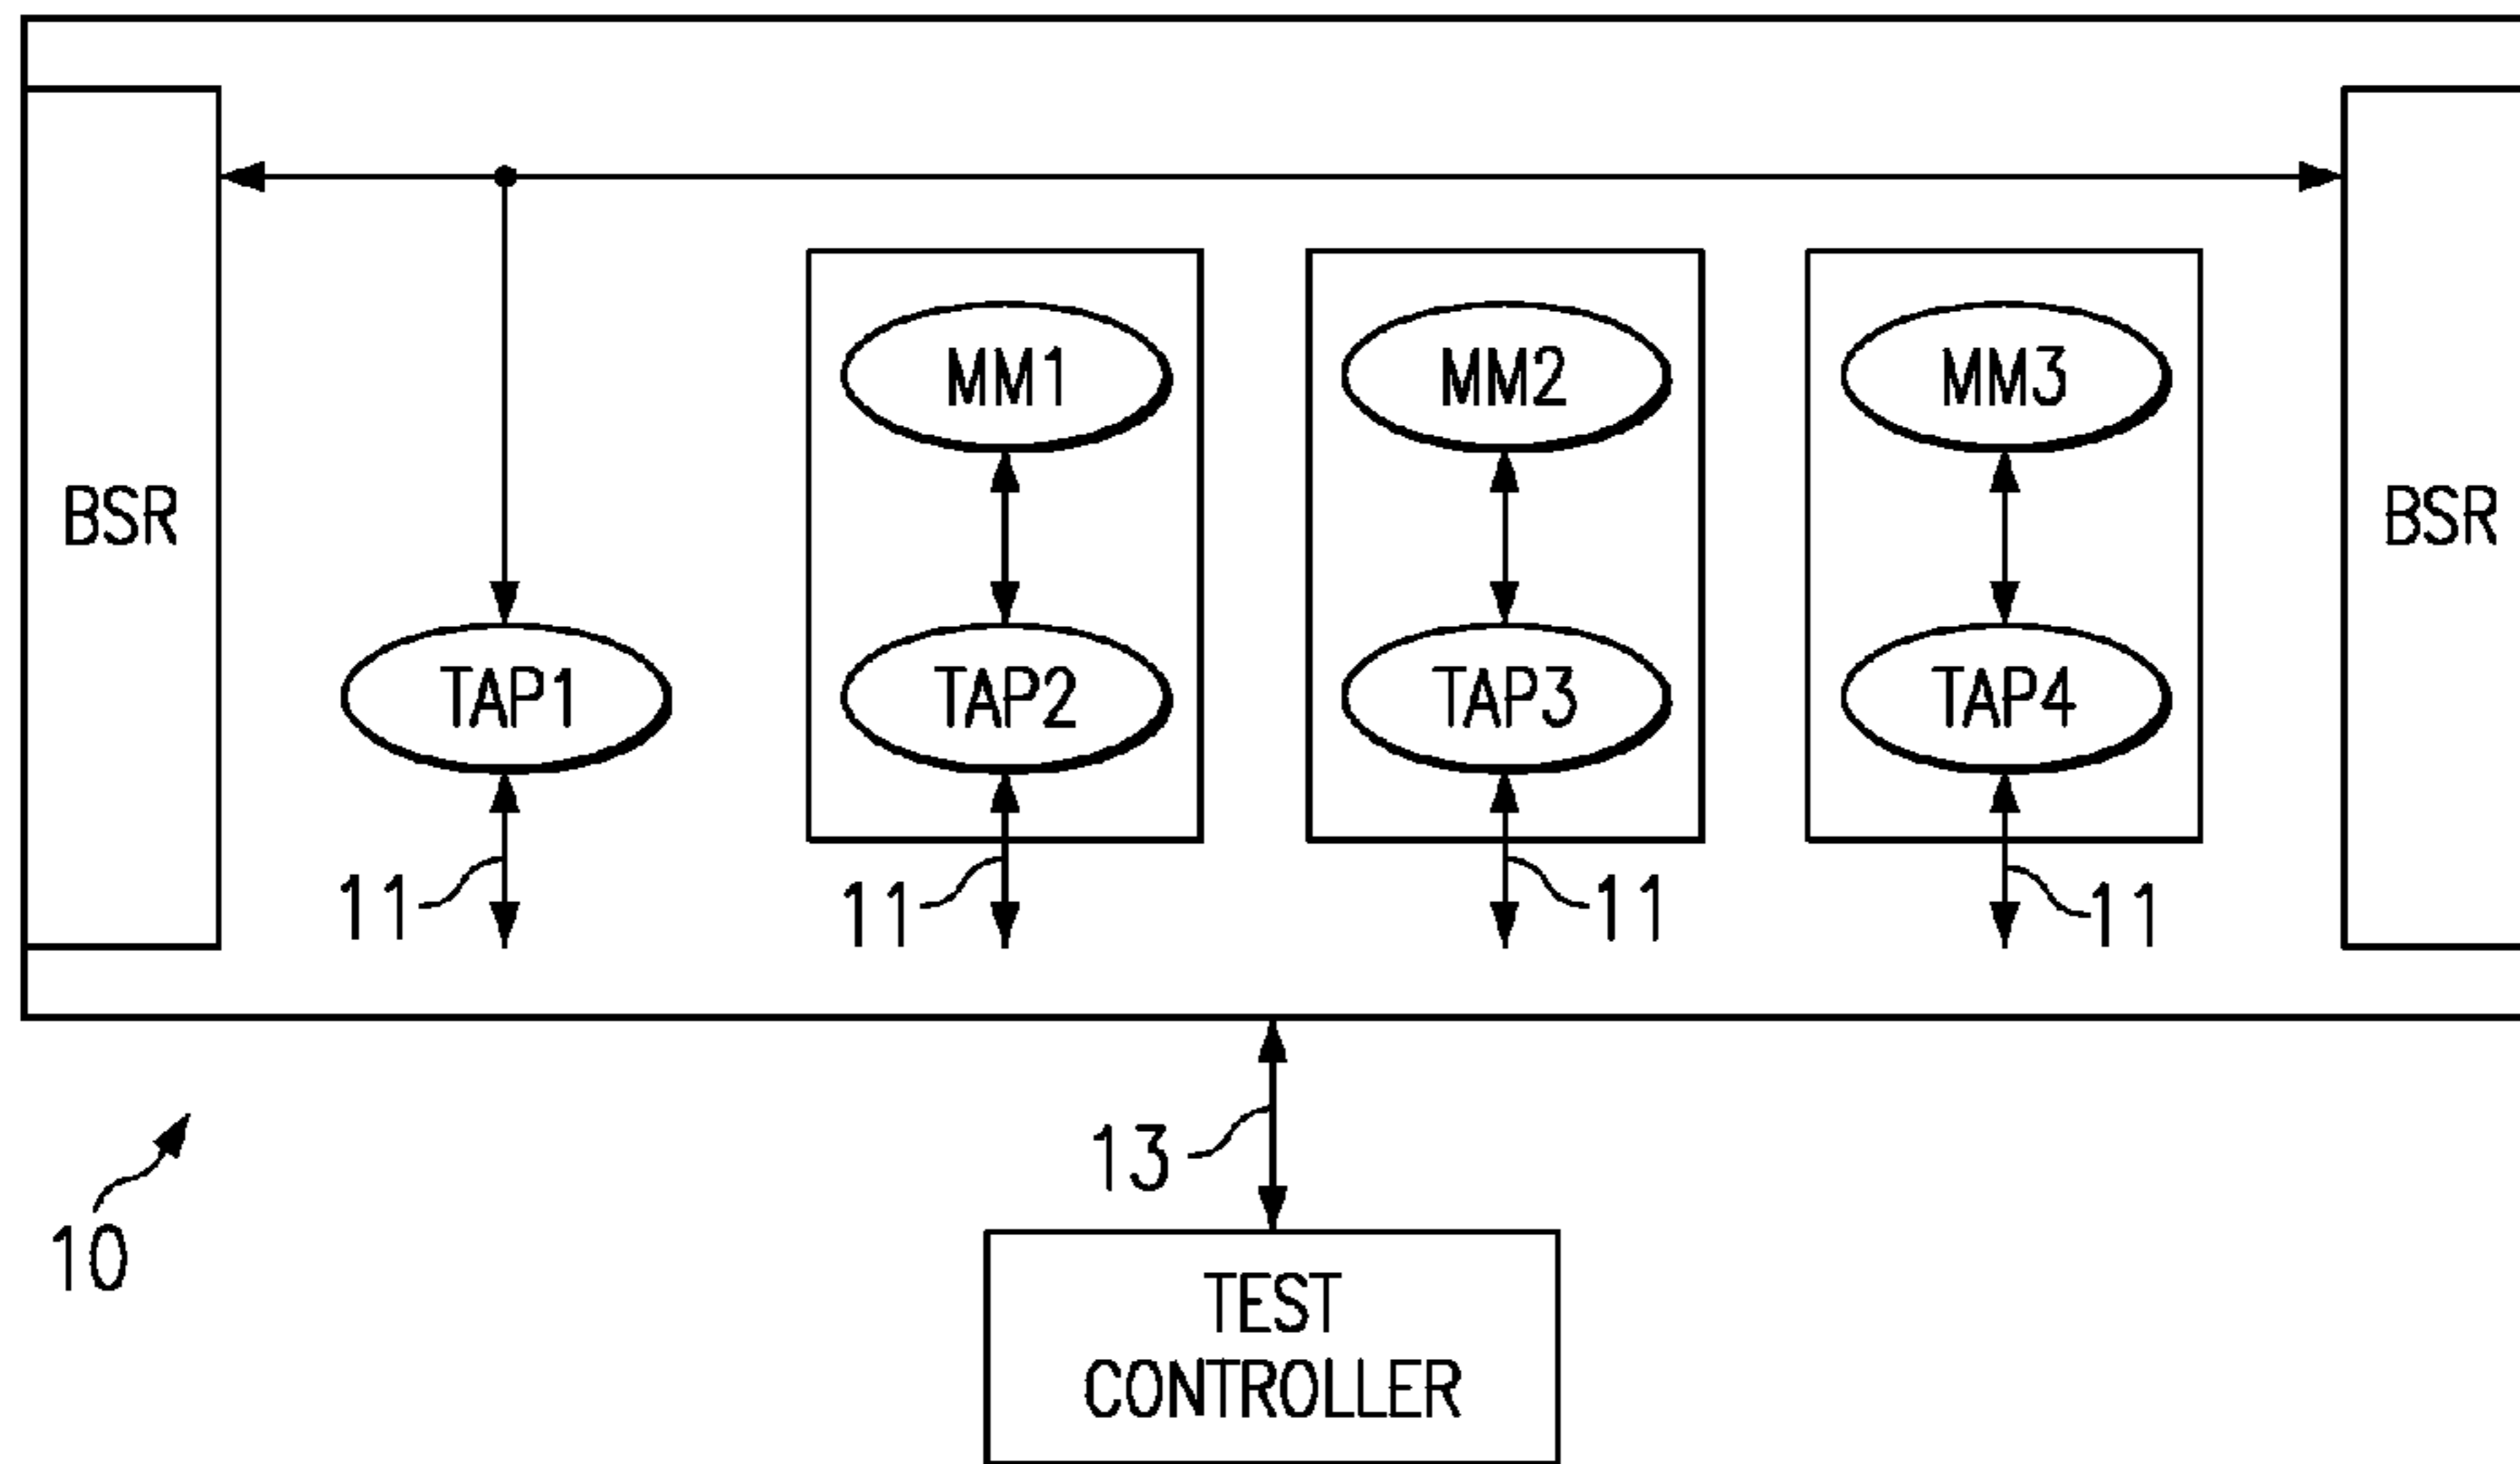 MM1
MM2
MM3
BSR
BSR
TAP1
TAP2
TAP3
TAP4
11
11
11
11
13
10
TEST
CONTROLLER